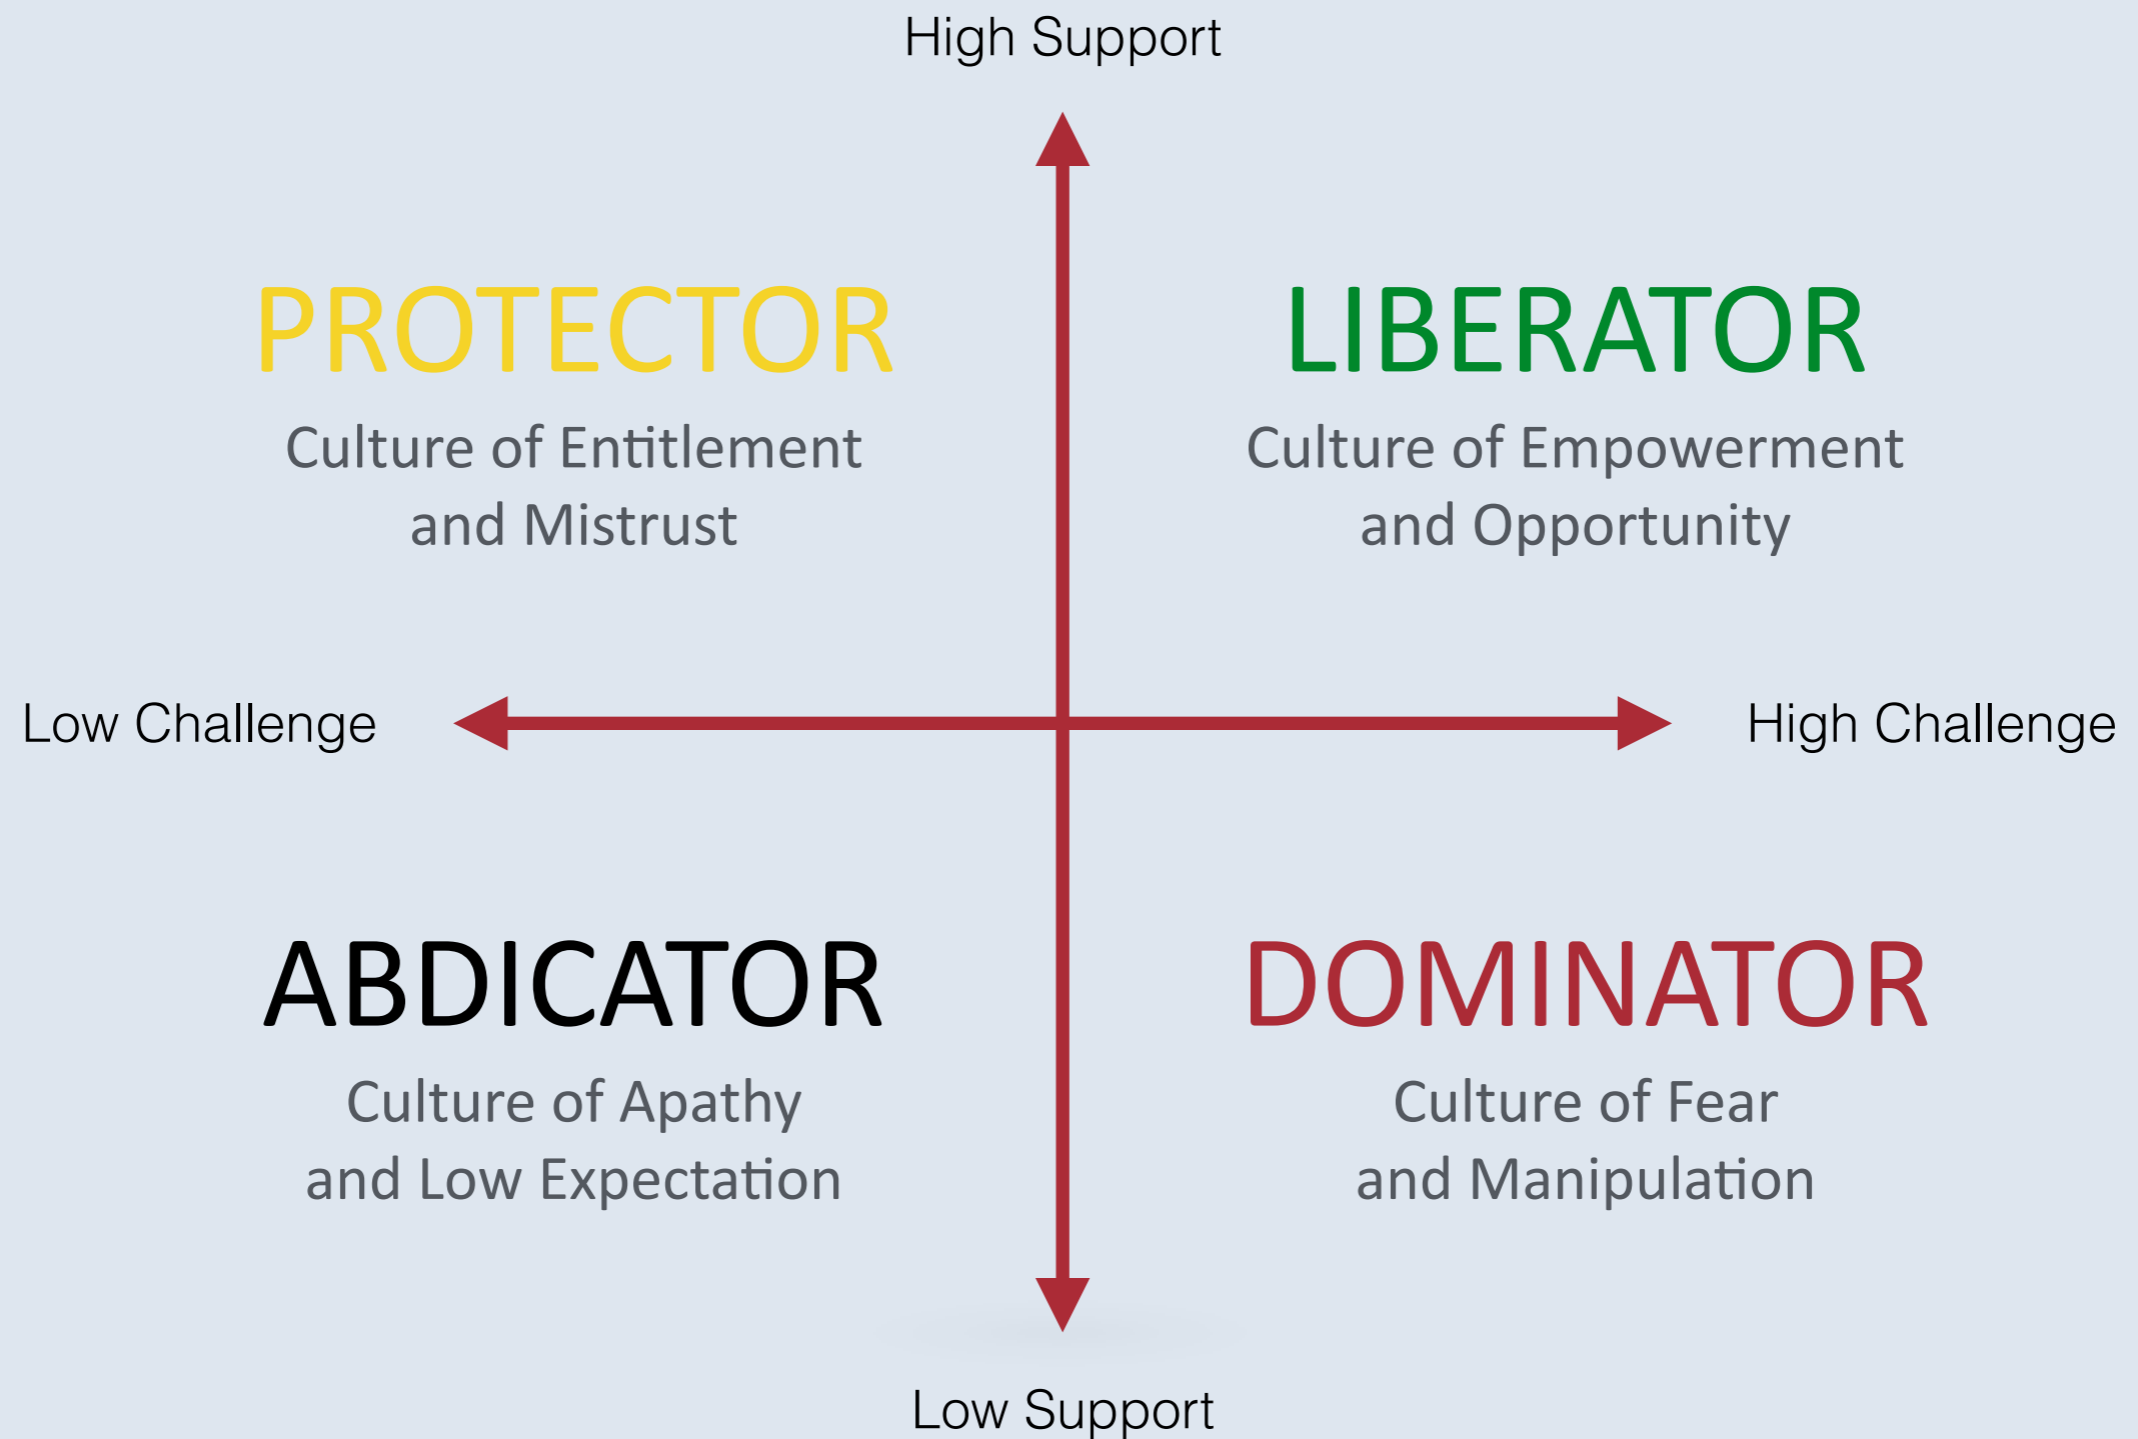 High Support
PROTECTOR
Culture of Entitlement
and Mistrust
LIBERATOR
Culture of Empowerment
and Opportunity
Low Challenge
High Challenge
ABDICATOR
Culture of Apathy
and Low Expectation
DOMINATOR
Culture of Fear
and Manipulation
Low Support